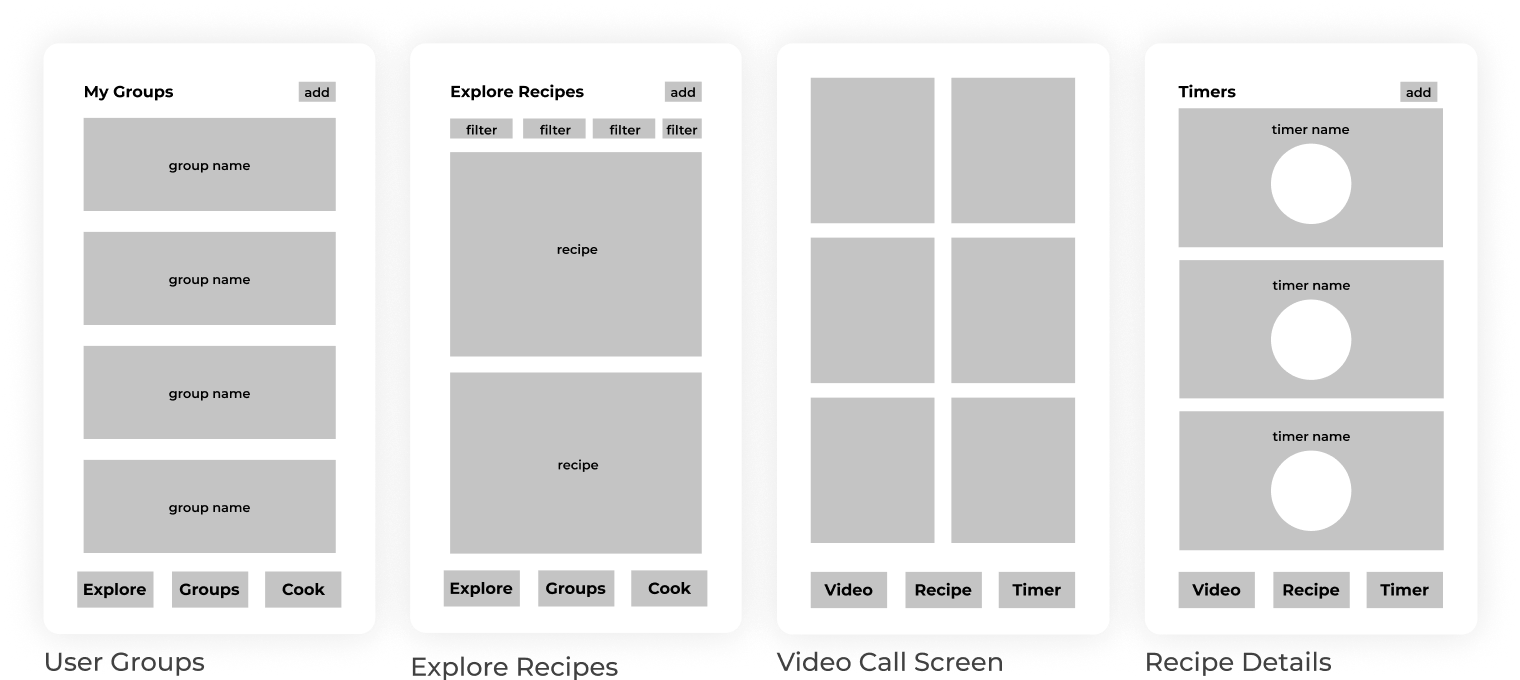 My Groups
add
group name
group name
group name
group name
Explore
Groups
Cook
User Groups
Explore Recipes
add
filter
filter
filter
filter
recipe
recipe
Explore
Groups
Cook
Explore Recipes
Video
Recipe
Timer
Video Call Screen
Timers
add
timer name
timer name
timer name
Video
Recipe
Timer
Recipe Details